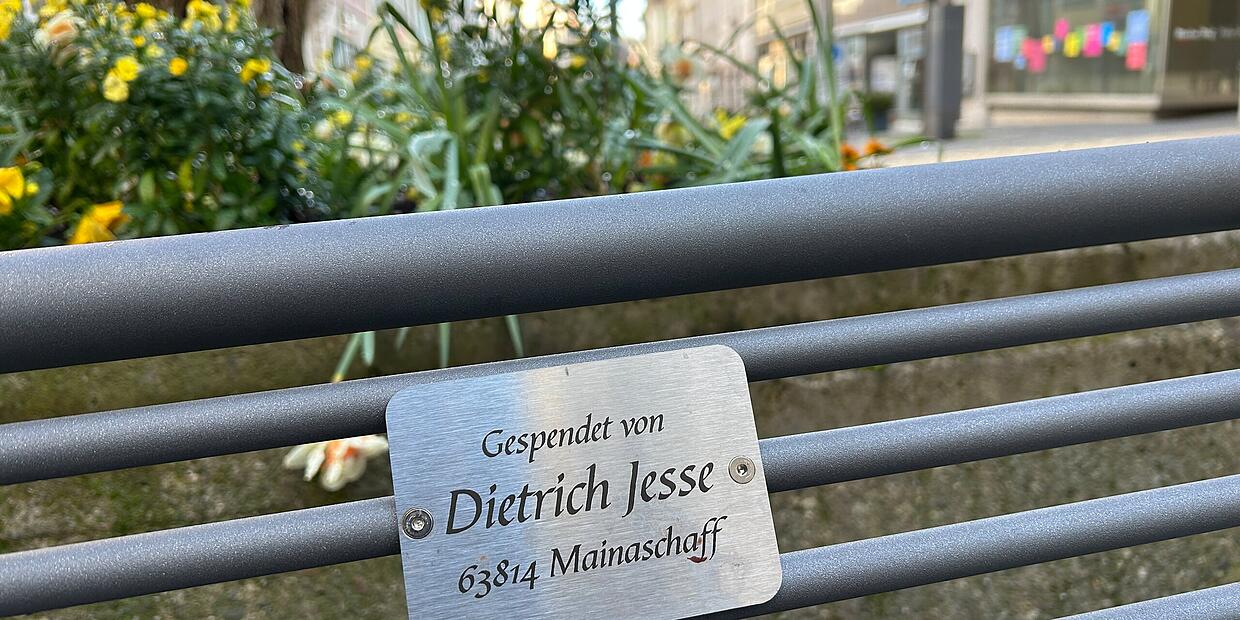 Gespendet von
Dietrich Jesse
63814 Mainaschaff